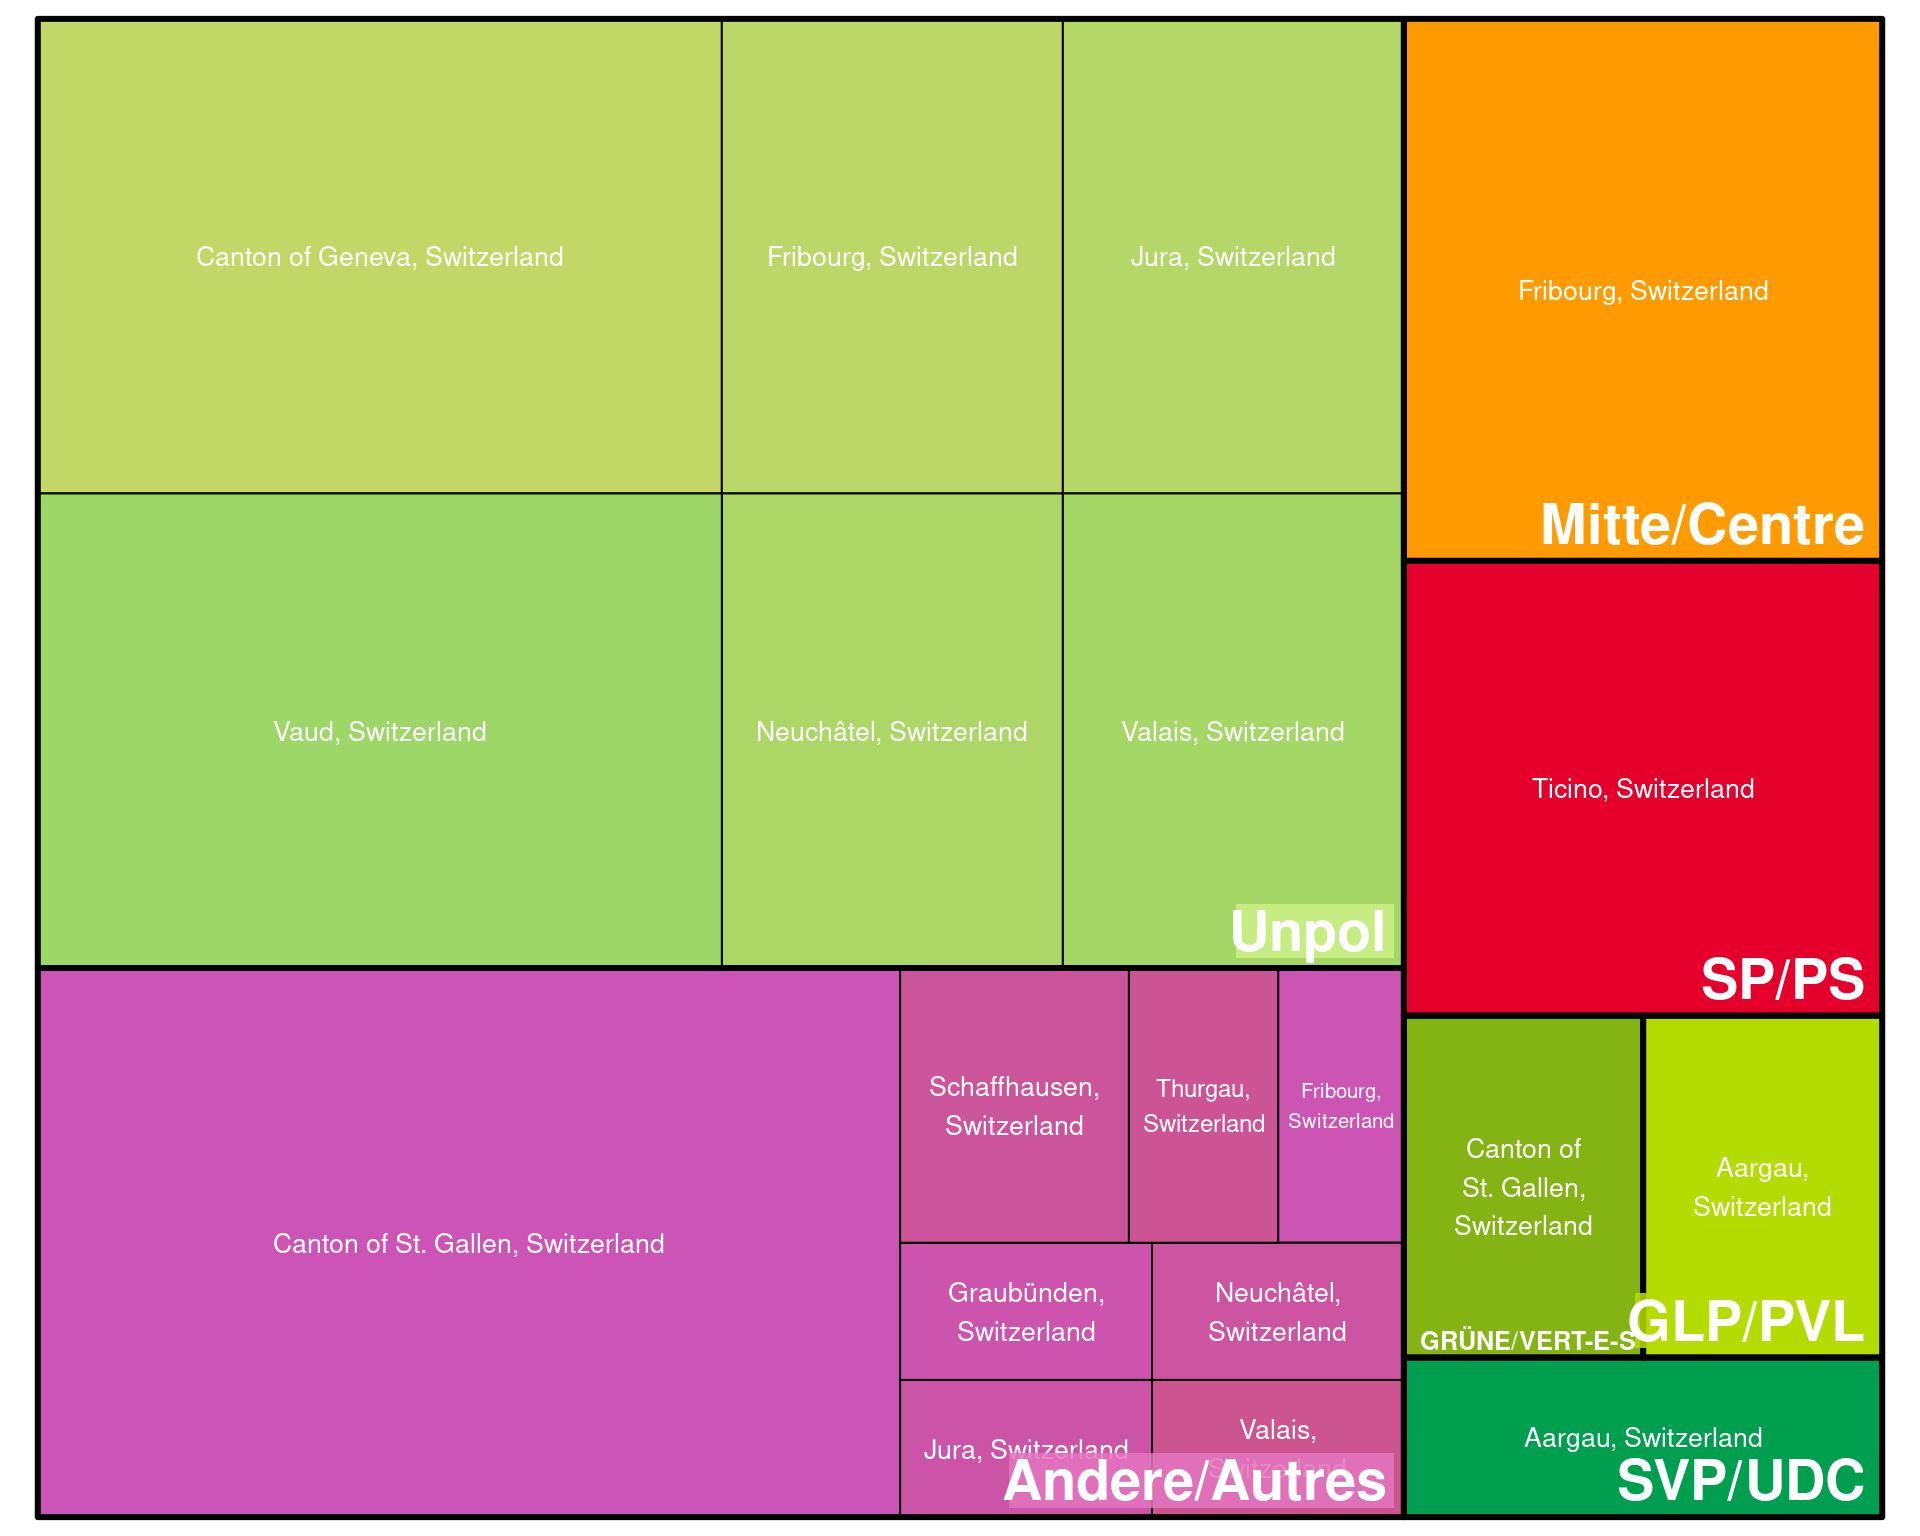 Canton of Geneva, Switzerland
Fribourg, Switzerland
Jura, Switzerland
Vaud, Switzerland
Neuchâtel, Switzerland
Valais, Switzerland
Unpol
Canton of St. Gallen, Switzerland
Schaffhausen,
Switzerland
Thurgau,
Switzerland
Fribourg,
Switzerland
Graubünden,
Switzerland
Neuchâtel,
Switzerland
Jura, Switzerland
Valais,
Switzerland
Andere/Autres
Fribourg, Switzerland
Mitte/Centre
Ticino, Switzerland
SP/PS
Canton of
St. Gallen,
Switzerland
GRÜNE/VERT-E-S
Aargau,
Switzerland
GLP/PVL
Aargau, Switzerland
SVP/UDC